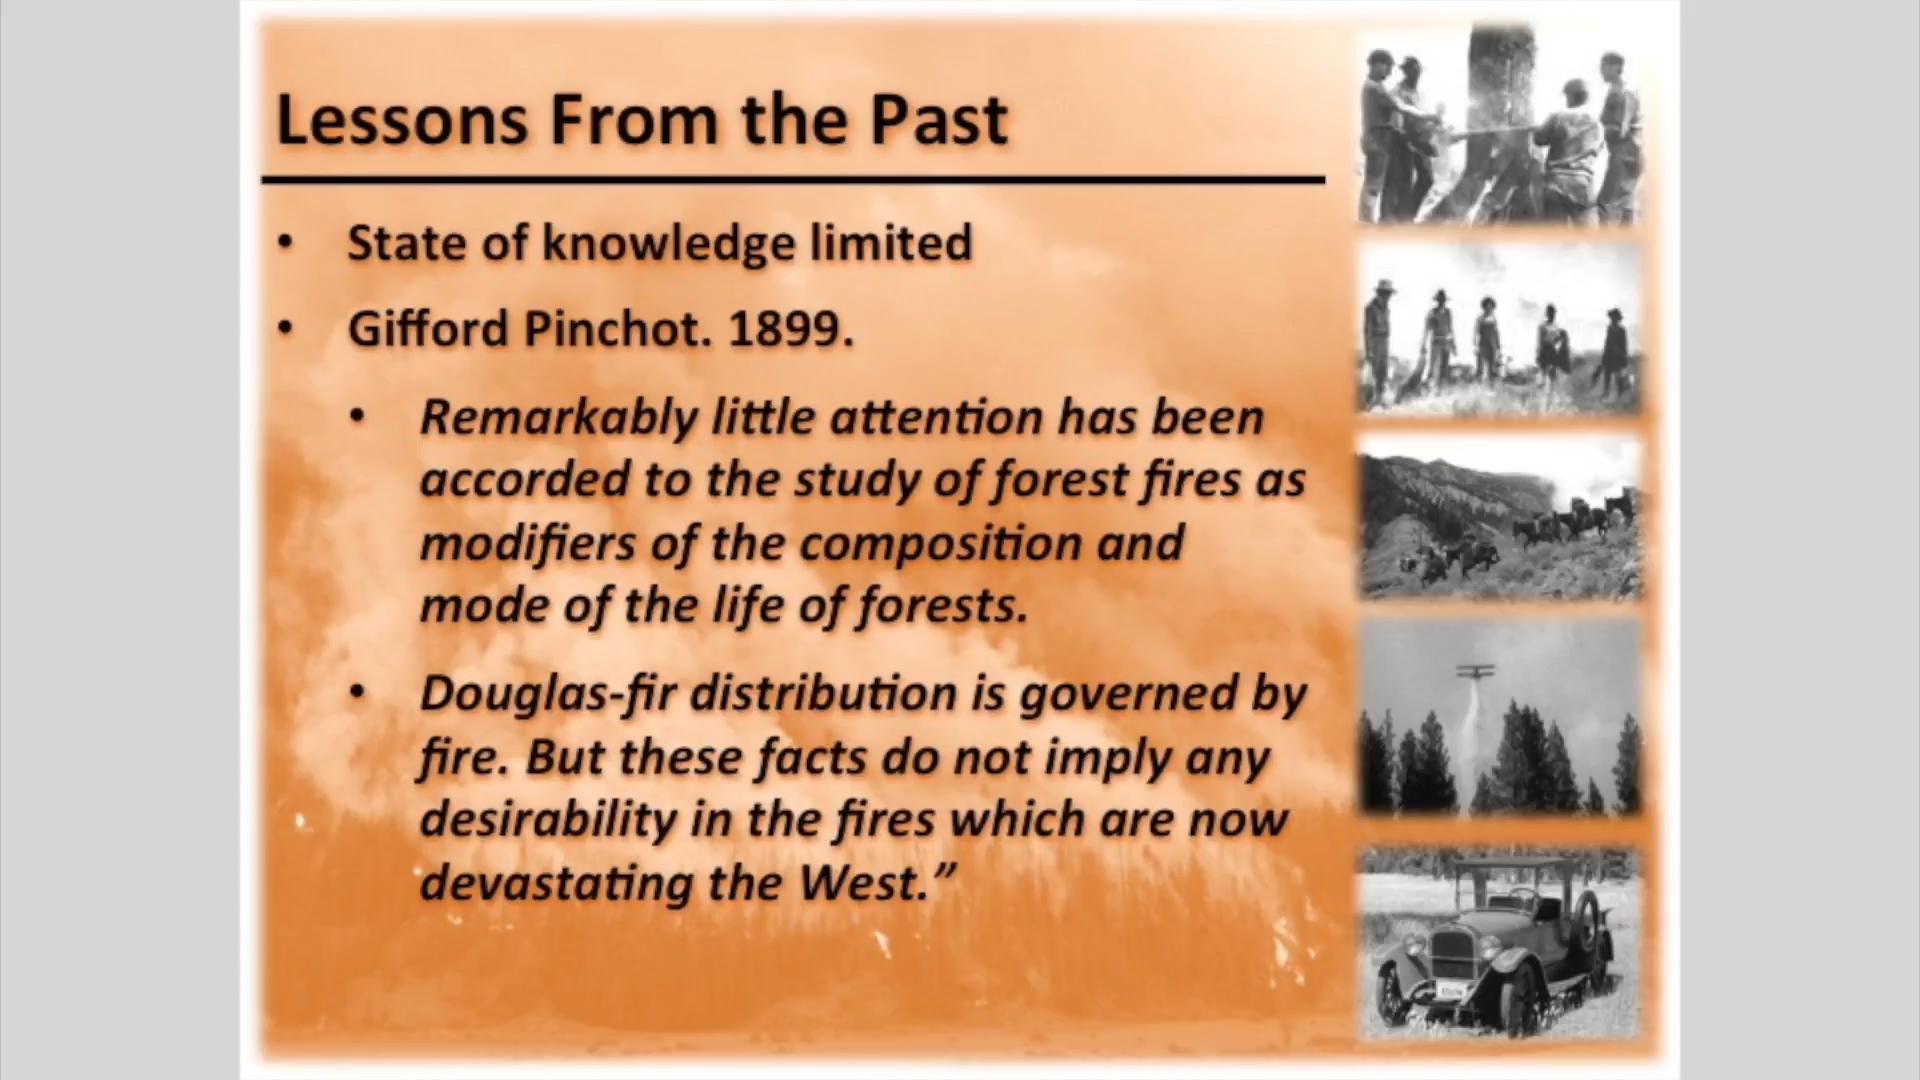 Lessons From the Past
• State of knowledge limited
• Gifford Pinchot. 1899.
• Remarkably little attention has been
accorded to the study of forest fires as
modifiers of the composition and
mode of the life of forests.
• Douglas-fir distribution is governed by
fire. But these facts do not imply any
desirability in the fires which are now
devastating the West.”